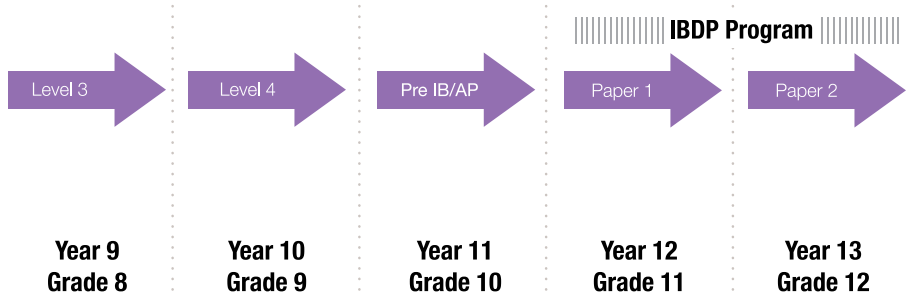 IBDP Program
Level 3
Level 4
Pre IB/AP
Paper 1
Paper 2
Year 9
Grade 8
Year 10
Grade 9
Year 11
Grade 10
Year 12
Grade 11
Year 13
Grade 12